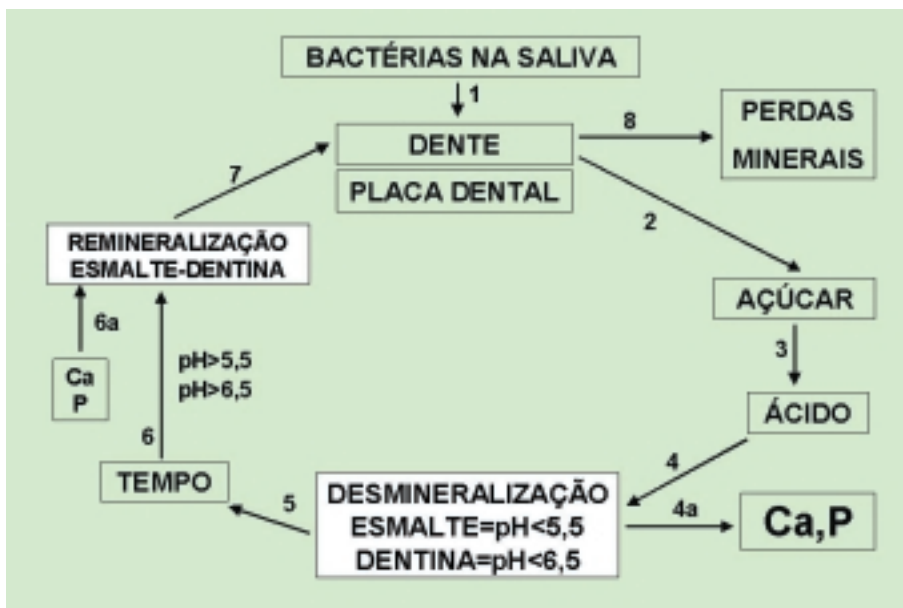 BACTÉRIAS NA SALIVA
1
DENTE
8
PERDAS
MINERAIS
PLACA DENTAL
7
2
REMINERALIZAÇÃO
ESMALTE-DENTINA
AÇÚCAR
6a
3
pH>5,5
pH>6,5
Ca
P
ÁCIDO
6
4
TEMPO
5
DESMINERALIZAÇÃO
ESMALTE=pH<5,5
DENTINA=pH<6,5
4a
Ca,P